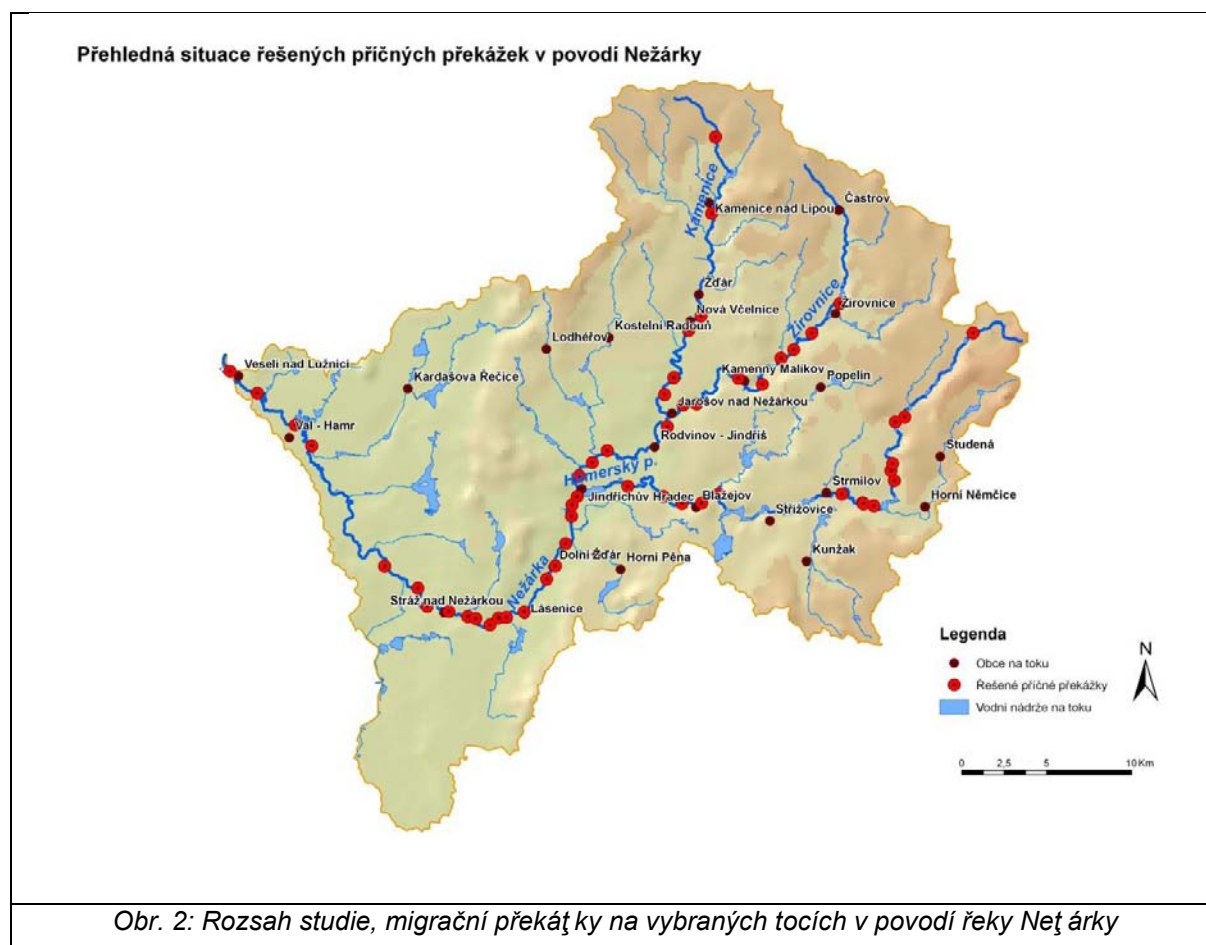 Přehledná situace řešených příčných překážek v povodí Nežárky
Kamenice
Kamenice nad Lipou
Častrov
Žďár
Nová Včelnice
Žirovnice
Žirovnice
Kostelní Radouň
Lodhéřov
Veselí nad Lužnicí
Kardašova Řečice
Kamenný Malíkov
Popelín
Jarošov nad Nežárkou
Val - Hamr
Rodvínov - Jindřiš
Studená
Hamerský p.
Strmilov
Jindřichův Hradec
Blažejov
Horní Němčice
Střížovice
Dolní Žďár
Horní Pěna
Kunžak
Nežárka
Stráž nad Nežárkou
Lásenice
Legenda
N
Obce na toku
Řešené příčné překážky
Vodní nádrže na toku
0 2,5 5 10 Km
Obr. 2: Rozsah studie, migrační překáţky na vybraných tocích v povodí řeky Neţárky